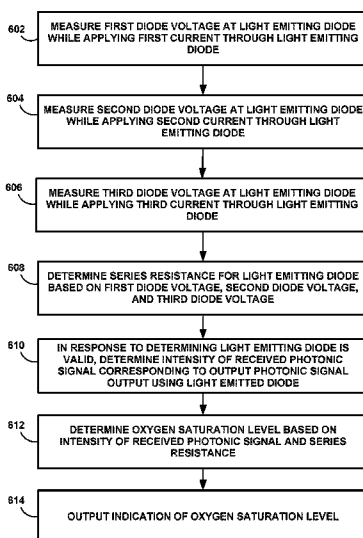 602
MEASURE FIRST DIODE VOLTAGE AT LIGHT EMITTING DIODE
WHILE APPLYING FIRST CURRENT THROUGH LIGHT EMITTING
DIODE
604
MEASURE SECOND DIODE VOLTAGE AT LIGHT EMITTING DIODE
WHILE APPLYING SECOND CURRENT THROUGH LIGHT
EMITTING DIODE
606
MEASURE THIRD DIODE VOLTAGE AT LIGHT EMITTING DIODE
WHILE APPLYING THIRD CURRENT THROUGH LIGHT EMITTING
DIODE
608
DETERMINE SERIES RESISTANCE FOR LIGHT EMITTING DIODE
BASED ON FIRST DIODE VOLTAGE, SECOND DIODE VOLTAGE,
AND THIRD DIODE VOLTAGE
610
IN RESPONSE TO DETERMINING LIGHT EMITTING DIODE IS
VALID, DETERMINE INTENSITY OF RECEIVED PHOTONIC
SIGNAL CORRESPONDING TO OUTPUT PHOTONIC SIGNAL
OUTPUT USING LIGHT EMITTED DIODE
612
DETERMINE OXYGEN SATURATION LEVEL BASED ON
INTENSITY OF RECEIVED PHOTONIC SIGNAL AND SERIES
RESISTANCE
614
OUTPUT INDICATION OF OXYGEN SATURATION LEVEL